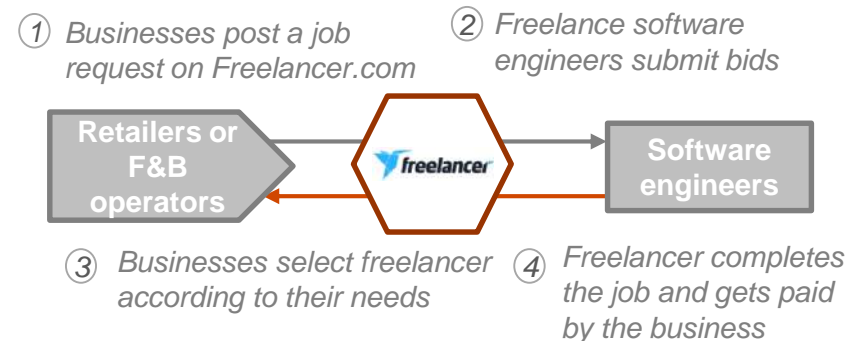 1 Businesses post a job
request on Freelancer.com
2 Freelance software
engineers submit bids
Retailers or
F&B
operators
freelancer
Software
engineers
3 Businesses select freelancer
according to their needs
4 Freelancer completes
the job and gets paid
by the business